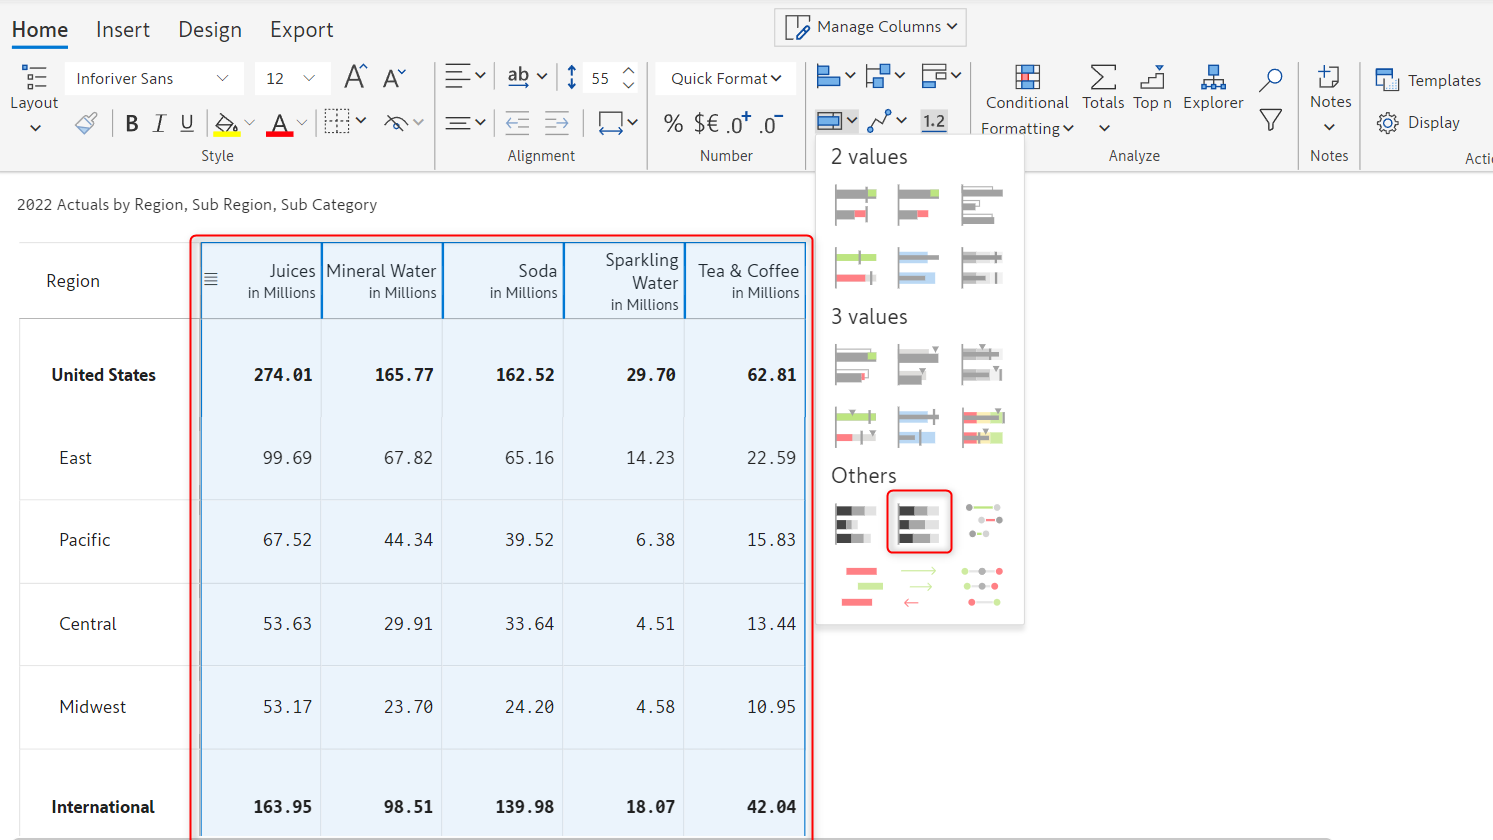 Home Insert Design Export
Manage Columns
Inforiver Sans 12 ab 55 Quick Format
Layout Conditional Formatting Totals Top n Explorer Notes Templates
B I U A % $€ .0+ .0- 1.2 Display
Style Alignment Number Analyze Notes Actio
2 values
2022 Actuals by Region, Sub Region, Sub Category
Region Juices in Millions Mineral Water in Millions Soda in Millions Sparkling Water in Millions Tea & Coffee in Millions
3 values
United States 274.01 165.77 162.52 29.70 62.81
East 99.69 67.82 65.16 14.23 22.59
Others
Pacific 67.52 44.34 39.52 6.38 15.83
Central 53.63 29.91 33.64 4.51 13.44
Midwest 53.17 23.70 24.20 4.58 10.95
International 163.95 98.51 139.98 18.07 42.04